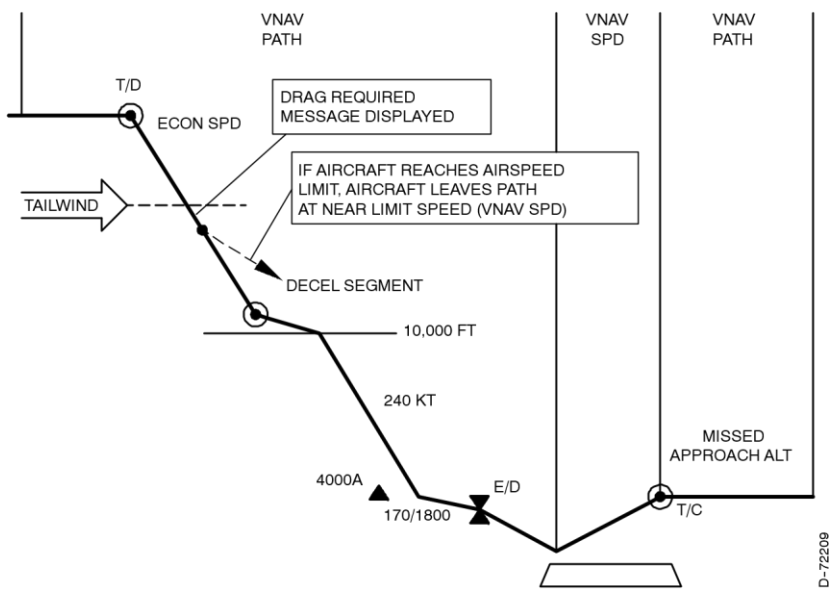 VNAV
PATH
VNAV
SPD
VNAV
PATH
T/D
ECON SPD
DRAG REQUIRED
MESSAGE DISPLAYED
IF AIRCRAFT REACHES AIRSPEED
LIMIT, AIRCRAFT LEAVES PATH
AT NEAR LIMIT SPEED (VNAV SPD)
TAILWIND
DECEL SEGMENT
10,000 FT
240 KT
MISSED
APPROACH ALT
4000A
E/D
170/1800
T/C
D-72209